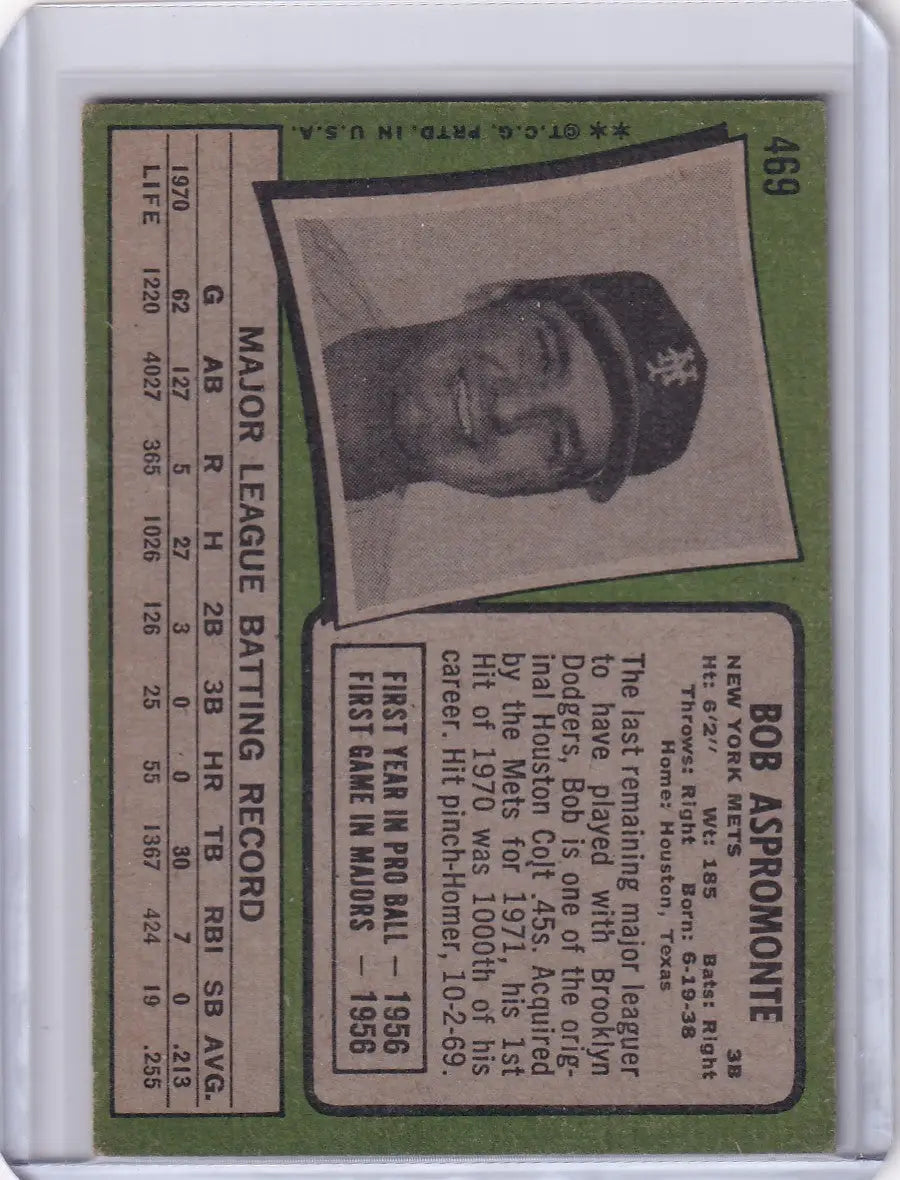 469
**©T.C.G. PRTD. IN U.S.A.
NY
BOB ASPROMONTE 3B
NEW YORK METS
Ht: 6'2" Wt: 185 Bats: Right
Throws: Right Born: 6-19-38
Home: Houston, Texas
The last remaining major leaguer
to have played with Brooklyn
Dodgers, Bob is one of the orig-
inal Houston Colt .45s. Acquired
by the Mets for 1971, his 1st
Hit of 1970 was 1000th of his
career. Hit pinch-Homer, 10-2-69.
FIRST YEAR IN PRO BALL — 1956
FIRST GAME IN MAJORS — 1956
MAJOR LEAGUE BATTING RECORD
G AB R H 2B 3B HR TB RBI SB AVG.
1970 62 127 5 27 3 0 0 30 7 0 .213
LIFE 1220 4027 365 1026 126 25 55 1367 424 19 .255